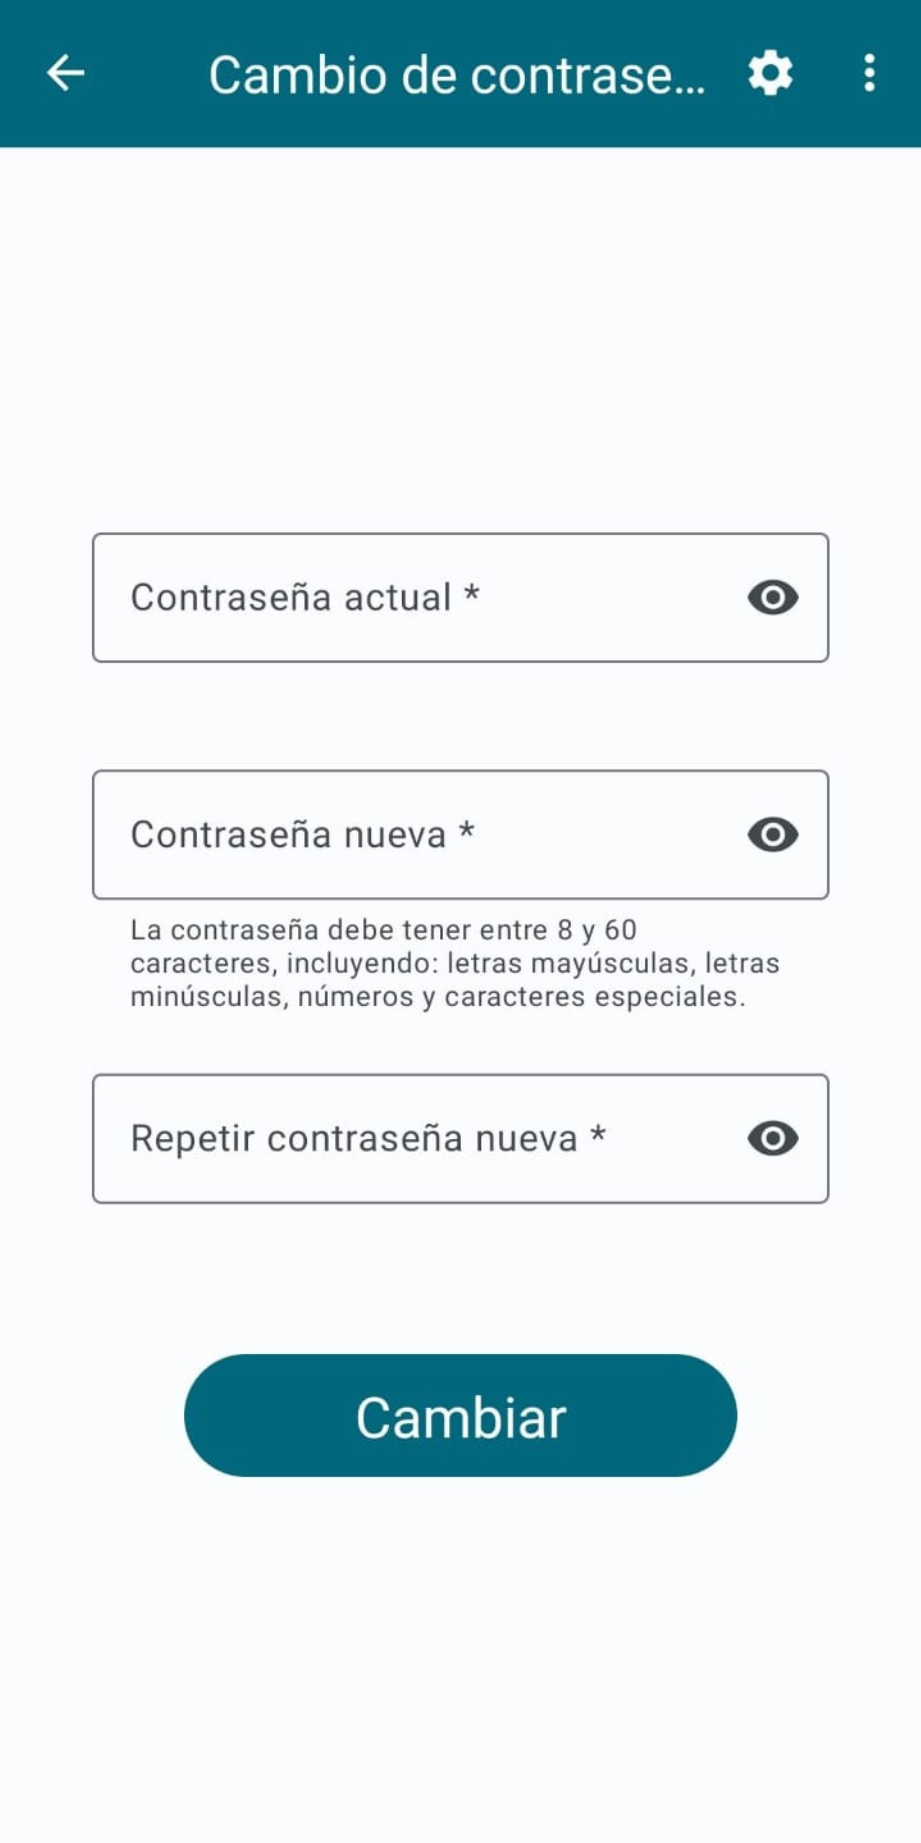 Cambio de contrase...
Contraseña actual *
Contraseña nueva *
La contraseña debe tener entre 8 y 60
caracteres, incluyendo: letras mayúsculas, letras
minúsculas, números y caracteres especiales.
Repetir contraseña nueva *
Cambiar